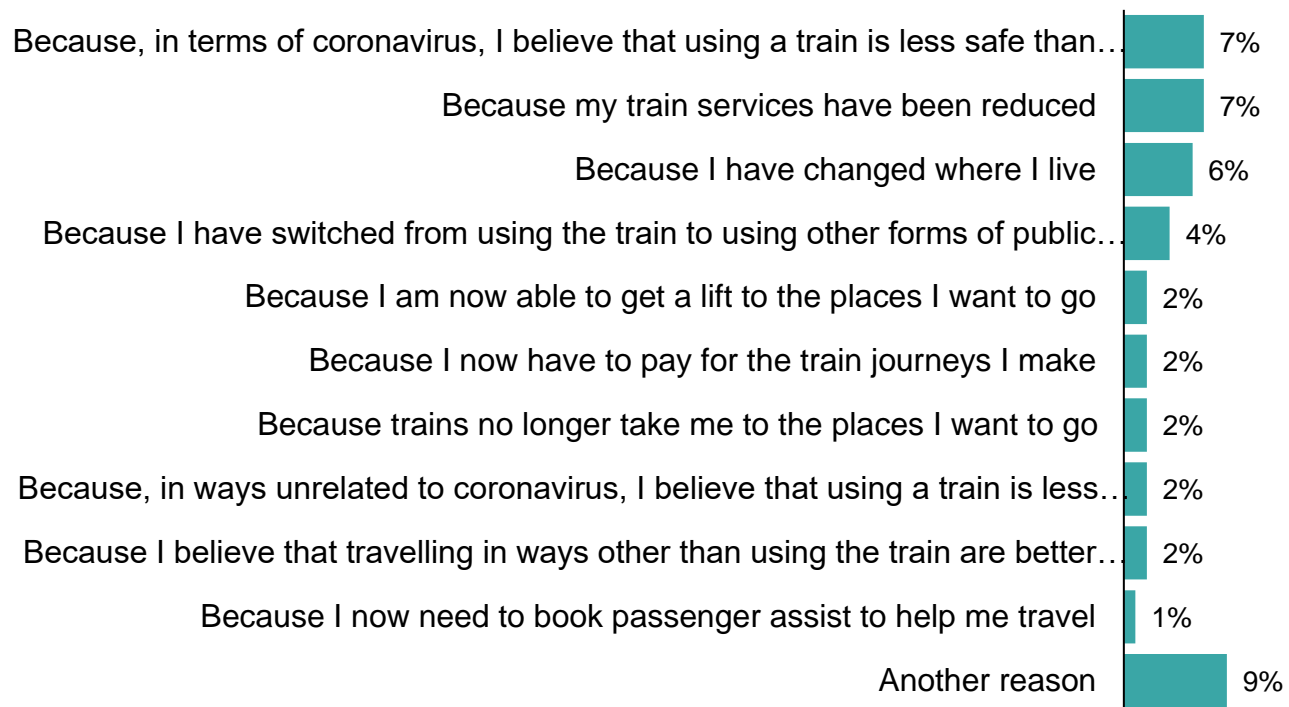 Because, in terms of coronavirus, I believe that using a train is less safe than… 7%
Because my train services have been reduced 7%
Because I have changed where I live 6%
Because I have switched from using the train to using other forms of public… 4%
Because I am now able to get a lift to the places I want to go 2%
Because I now have to pay for the train journeys I make 2%
Because trains no longer take me to the places I want to go 2%
Because, in ways unrelated to coronavirus, I believe that using a train is less… 2%
Because I believe that travelling in ways other than using the train are better… 2%
Because I now need to book passenger assist to help me travel 1%
Another reason 9%